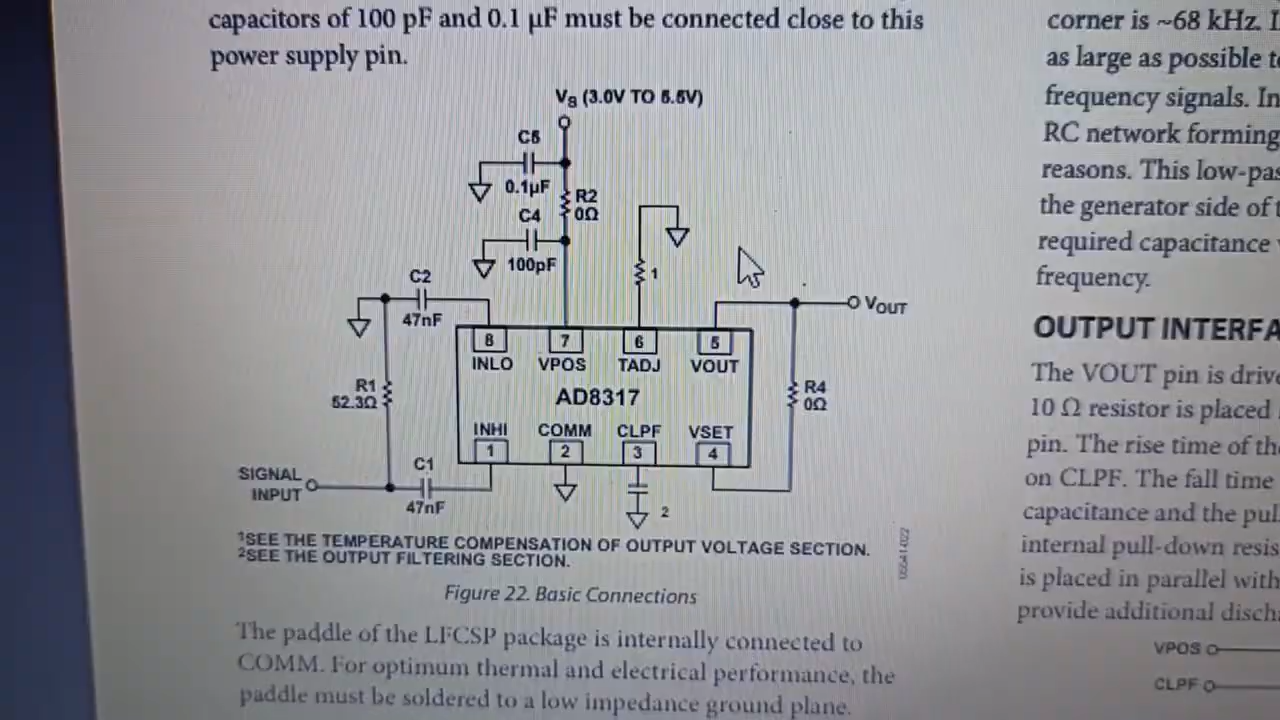 capacitors of 100 pF and 0.1 µF must be connected close to this
power supply pin.
VS (3.0V TO 5.5V)
C5
0.1µF
R2
0Ω
C4
100pF
1
C2
47nF
VOUT
8
7
6
5
INLO
VPOS
TADJ
VOUT
R1
52.3Ω
AD8317
R4
0Ω
INHI
COMM
CLPF
VSET
1
2
3
4
SIGNAL
INPUT
C1
47nF
2
1SEE THE TEMPERATURE COMPENSATION OF OUTPUT VOLTAGE SECTION.
2SEE THE OUTPUT FILTERING SECTION.
Figure 22. Basic Connections
The paddle of the LFCSP package is internally connected to
COMM. For optimum thermal and electrical performance, the
paddle must be soldered to a low impedance ground plane.
corner is ~68 kHz. I
as large as possible t
frequency signals. In
RC network forming
reasons. This low-pas
the generator side of t
required capacitance
frequency.
OUTPUT INTERFA
The VOUT pin is drive
10 Ω resistor is placed
pin. The rise time of th
on CLPF. The fall time
capacitance and the pul
internal pull-down resis
is placed in parallel with
provide additional disch
VPOS
CLPF